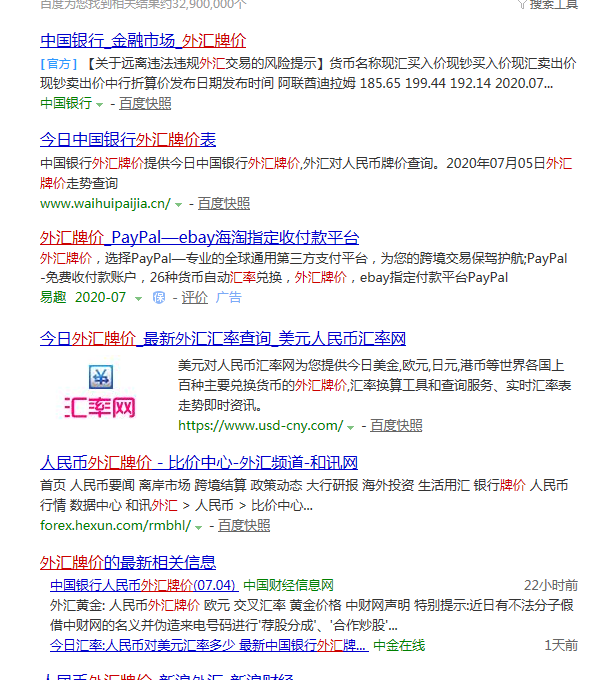 百度为您找到相关结果约32,900,000个
搜索工具
中国银行_金融市场_外汇牌价
[官方] 【关于远离违法违规外汇交易的风险提示】货币名称现汇买入价现钞买入价现汇卖出价
现钞卖出价中行折算价发布日期发布时间 阿联酋迪拉姆 185.65 199.44 192.14 2020.07...
中国银行 - 百度快照
今日中国银行外汇牌价表
中国银行外汇牌价提供今日中国银行外汇牌价,外汇对人民币牌价查询。2020年07月05日外汇
牌价走势查询
www.waihuipaijia.cn/ - 百度快照
外汇牌价_PayPal—ebay海淘指定收付款平台
外汇牌价，选择PayPal—专业的全球通用第三方支付平台，为您的跨境交易保驾护航;PayPal
-免费收付款账户，26种货币自动汇率兑换，外汇牌价，ebay指定付款平台PayPal
易趣 2020-07 保 - 评价 广告
今日外汇牌价_最新外汇汇率查询_美元人民币汇率网
汇率网
美元对人民币汇率网为您提供今日美金,欧元,日元,港币等世界各国上
百种主要兑换货币的外汇牌价,汇率换算工具和查询服务、实时汇率表
走势即时资讯。
https://www.usd-cny.com/ - 百度快照
人民币外汇牌价 - 比价中心-外汇频道-和讯网
首页 人民币要闻 离岸市场 跨境结算 政策动态 大行研报 海外投资 生活用汇 银行牌价 人民币
行情 数据中心 和讯外汇 > 人民币 > 比价中心...
forex.hexun.com/rmbhl/ - 百度快照
外汇牌价的最新相关信息
中国银行人民币外汇牌价(07.04) 中国财经信息网 22小时前
外汇黄金: 人民币外汇牌价 欧元 交叉汇率 黄金价格 中财网声明 特别提示:近日有不法分子假
借中财网的名义并伪造来电号码进行'荐股分成'、'合作炒股'...
今日汇率:人民币对美元汇率多少 最新中国银行外汇牌... 中金在线 1天前
人民币外汇牌价_新浪外汇_新浪财经